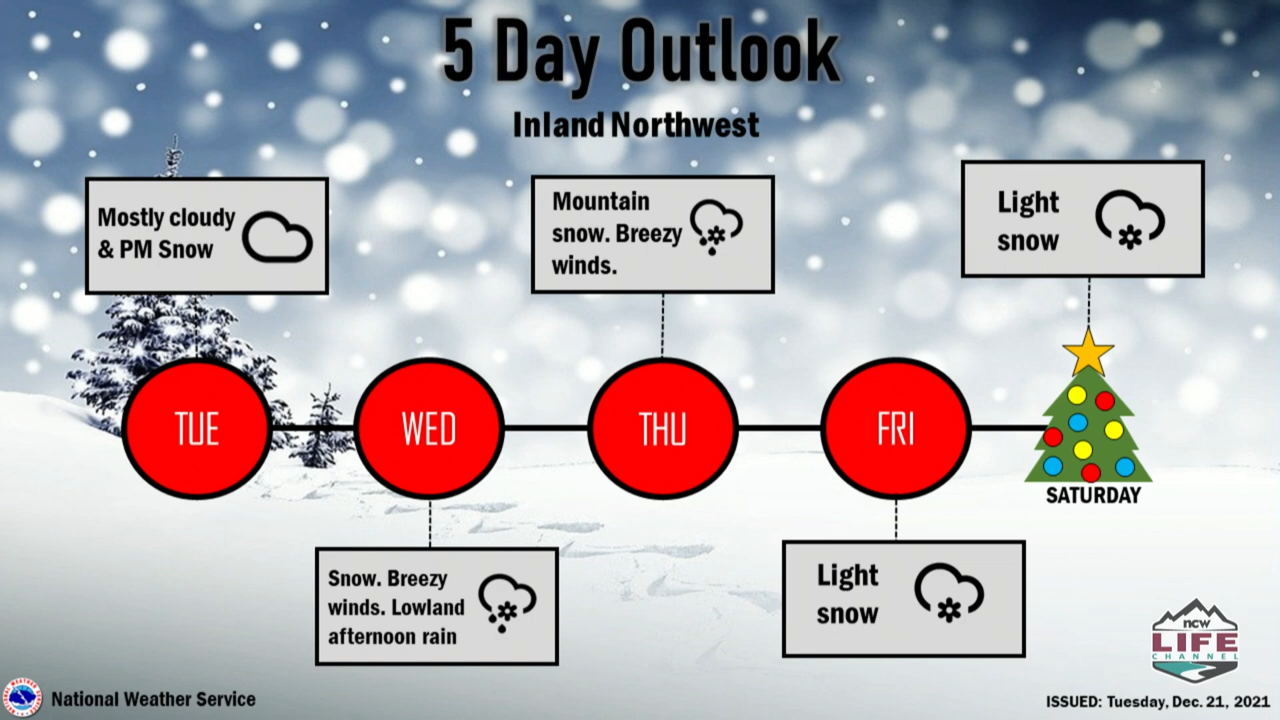 5 Day Outlook
Inland Northwest
Mostly cloudy
& PM Snow
Mountain
snow. Breezy
winds.
Light
snow
TUE
WED
THU
FRI
SATURDAY
Snow. Breezy
winds. Lowland
afternoon rain
Light
snow
ncw
LIFE
CHANNEL
National Weather Service
ISSUED: Tuesday, Dec. 21, 2021